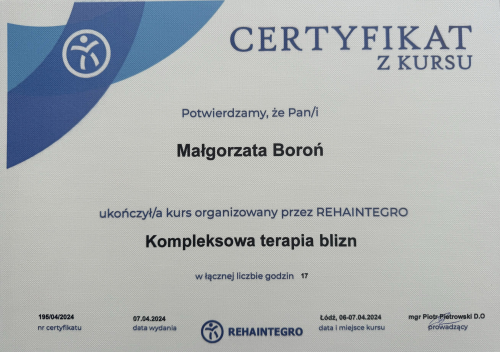 CERTYFIKAT
Z KURSU
Potwierdzamy, że Pan/i
Małgorzata Boroń
ukończył/a kurs organizowany przez REHAINTEGRO
Kompleksowa terapia blizn
w łącznej liczbie godzin 17
195/04/2024
nr certyfikatu
07.04.2024
data wydania
REHAINTEGRO
Łódź, 06-07.04.2024
data i miejsce kursu
mgr Piotr Pietrowski D.O
prowadzący